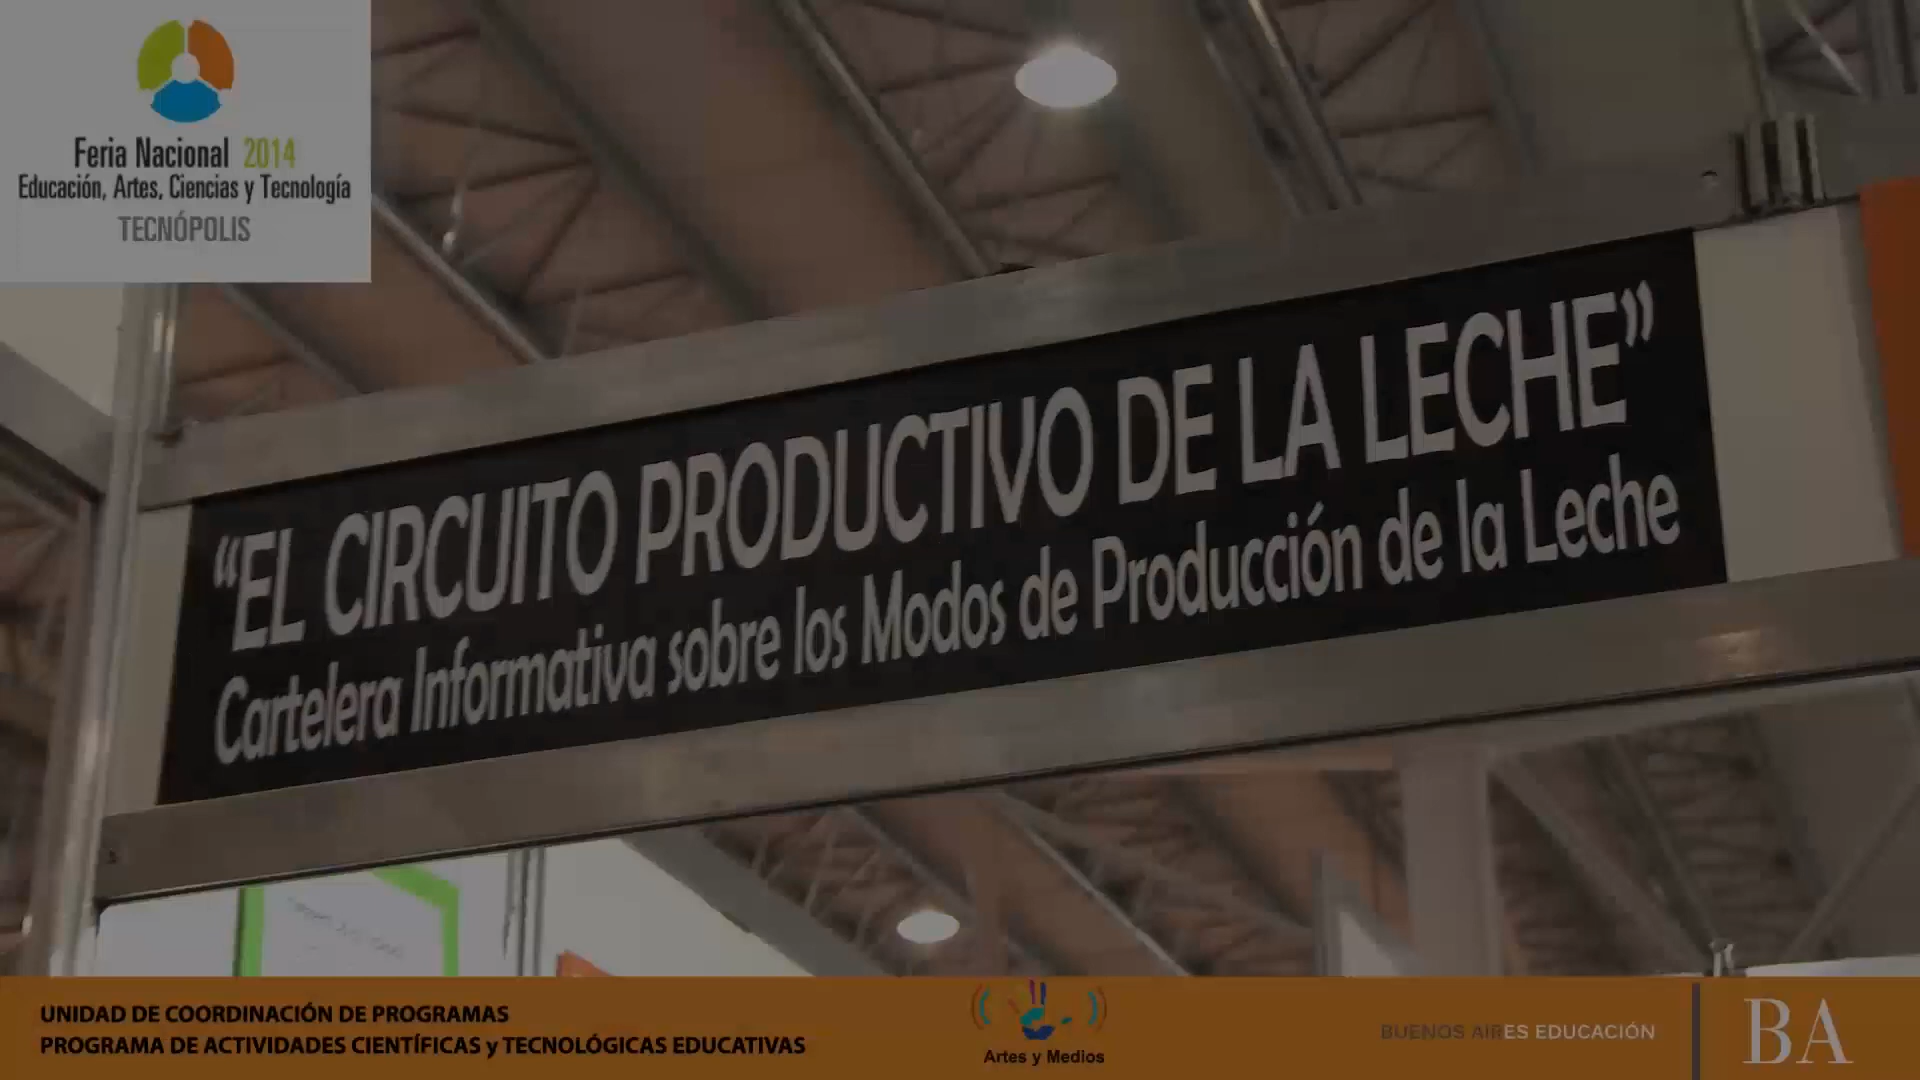 Feria Nacional 2014
Educación, Artes, Ciencias y Tecnología
TECNÓPOLIS
“EL CIRCUITO PRODUCTIVO DE LA LECHE”
Cartelera Informativa sobre los Modos de Producción de la Leche
UNIDAD DE COORDINACIÓN DE PROGRAMAS
PROGRAMA DE ACTIVIDADES CIENTÍFICAS y TECNOLÓGICAS EDUCATIVAS
Artes y Medios
BUENOS AIRES EDUCACIÓN
BA